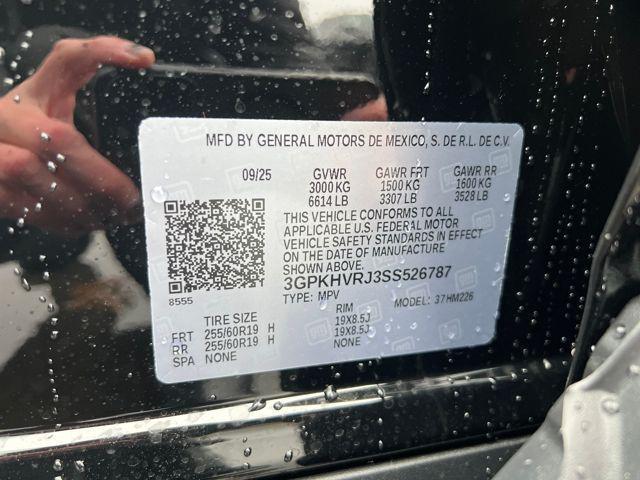 MFD BY GENERAL MOTORS DE MEXICO, S. DE R.L. DE C.V.
09/25 GVWR GAWR FRT GAWR RR
3000 KG 1500 KG 1600 KG
6614 LB 3307 LB 3528 LB
THIS VEHICLE CONFORMS TO ALL
APPLICABLE U.S. FEDERAL MOTOR
VEHICLE SAFETY STANDARDS IN EFFECT
ON THE DATE OF MANUFACTURE
SHOWN ABOVE.
3GPKHVRJ3SS526787
8555 TYPE: MPV MODEL: 37HM226
TIRE SIZE RIM
FRT 255/60R19 H 19X8.5J
RR 255/60R19 H 19X8.5J
SPA NONE NONE